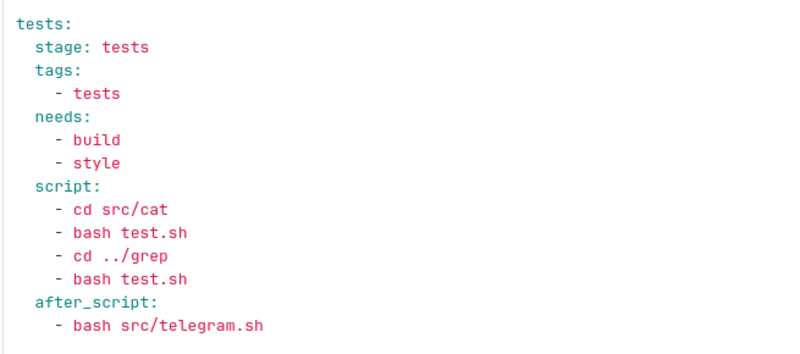 tests:
  stage: tests
  tags:
    - tests
  needs:
    - build
    - style
  script:
    - cd src/cat
    - bash test.sh
    - cd ../grep
    - bash test.sh
  after_script:
    - bash src/telegram.sh